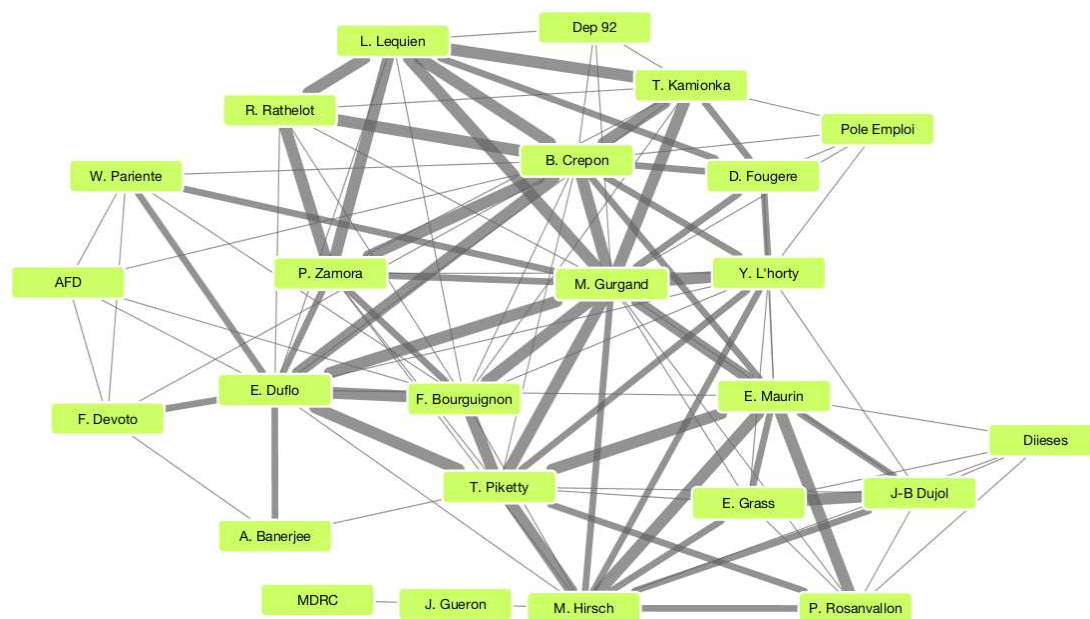 Dep 92
L. Lequien
T. Kamionka
R. Rathelot
Pole Emploi
B. Crepon
W. Pariente
D. Fougere
P. Zamora
Y. L'horty
AFD
M. Gurgand
E. Duflo
E. Maurin
F. Bourguignon
F. Devoto
Diieses
T. Piketty
J-B Dujol
E. Grass
A. Banerjee
MDRC
J. Gueron
M. Hirsch
P. Rosanvallon